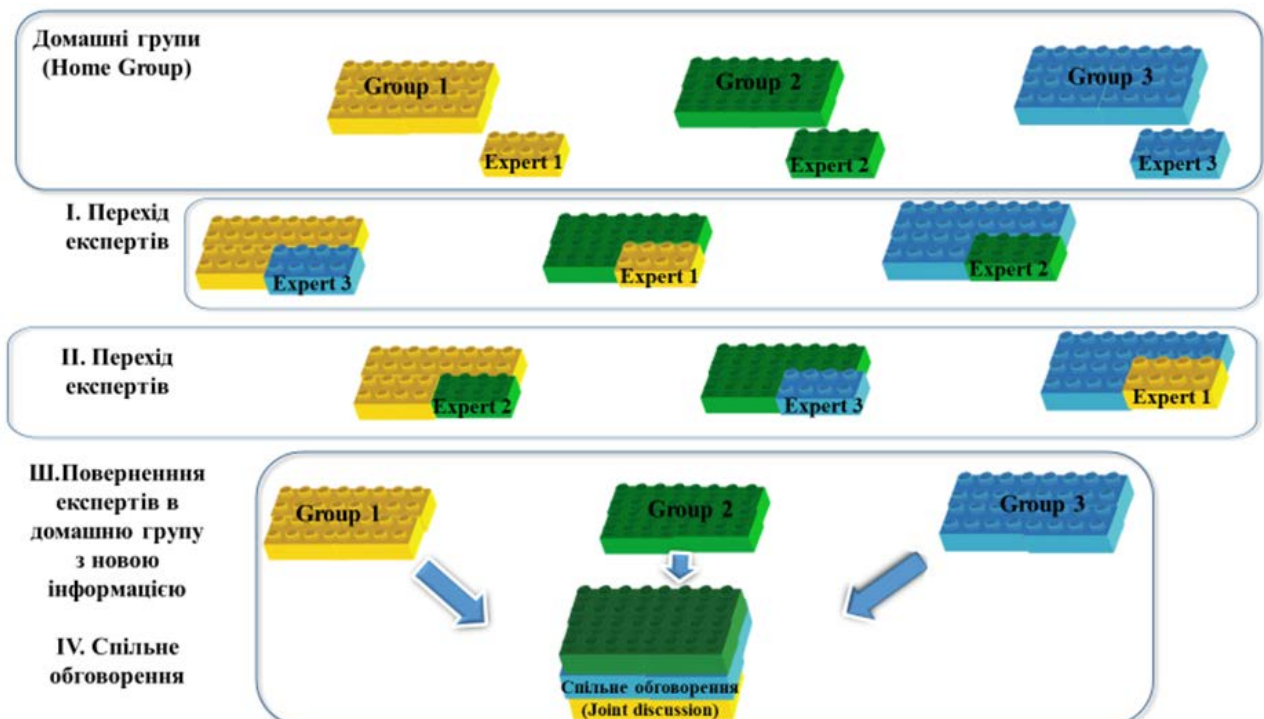 Домашні групи
(Home Group)
Group 1
Group 2
Group 3
Expert 1
Expert 2
Expert 3
І. Перехід
експертів
Expert 3
Expert 1
Expert 2
ІІ. Перехід
експертів
Expert 2
Expert 3
Expert 1
Ш.Поверненння
експертів в
домашню групу
з новою
інформацією
Group 1
Group 2
Group 3
IV. Спільне
обговорення
Спільне обговорення
(Joint discussion)